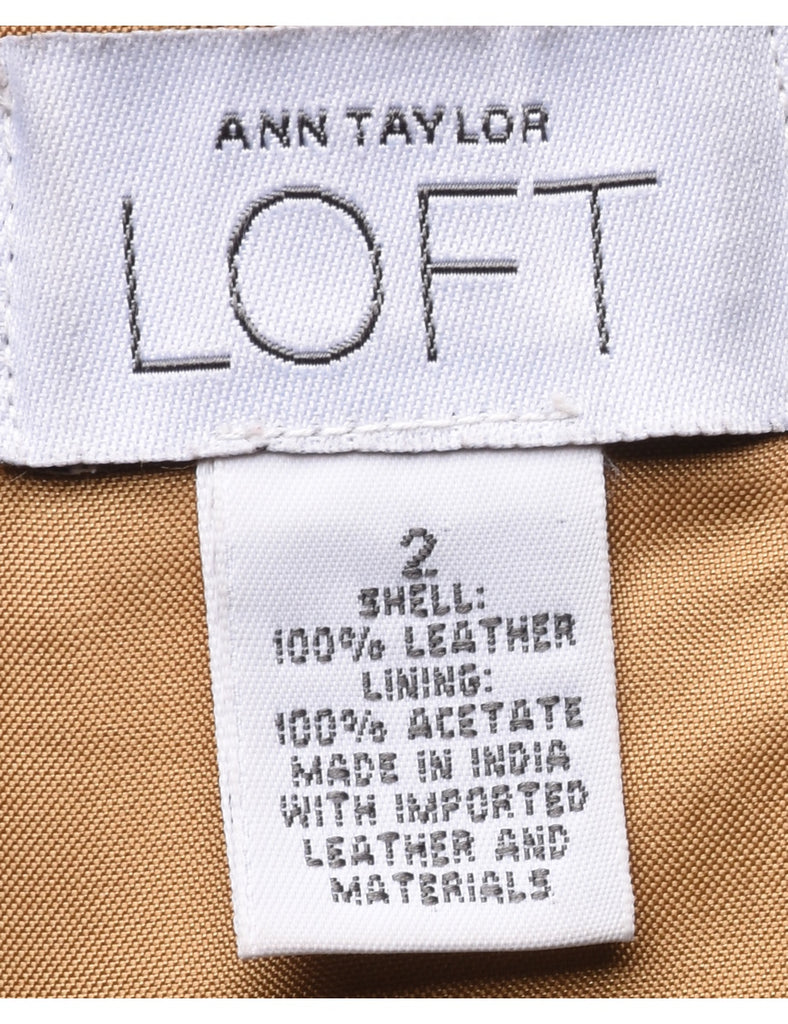 ANN TAYLOR
LOFT
2
SHELL:
100% LEATHER
LINING:
100% ACETATE
MADE IN INDIA
WITH IMPORTED
LEATHER AND
MATERIALS